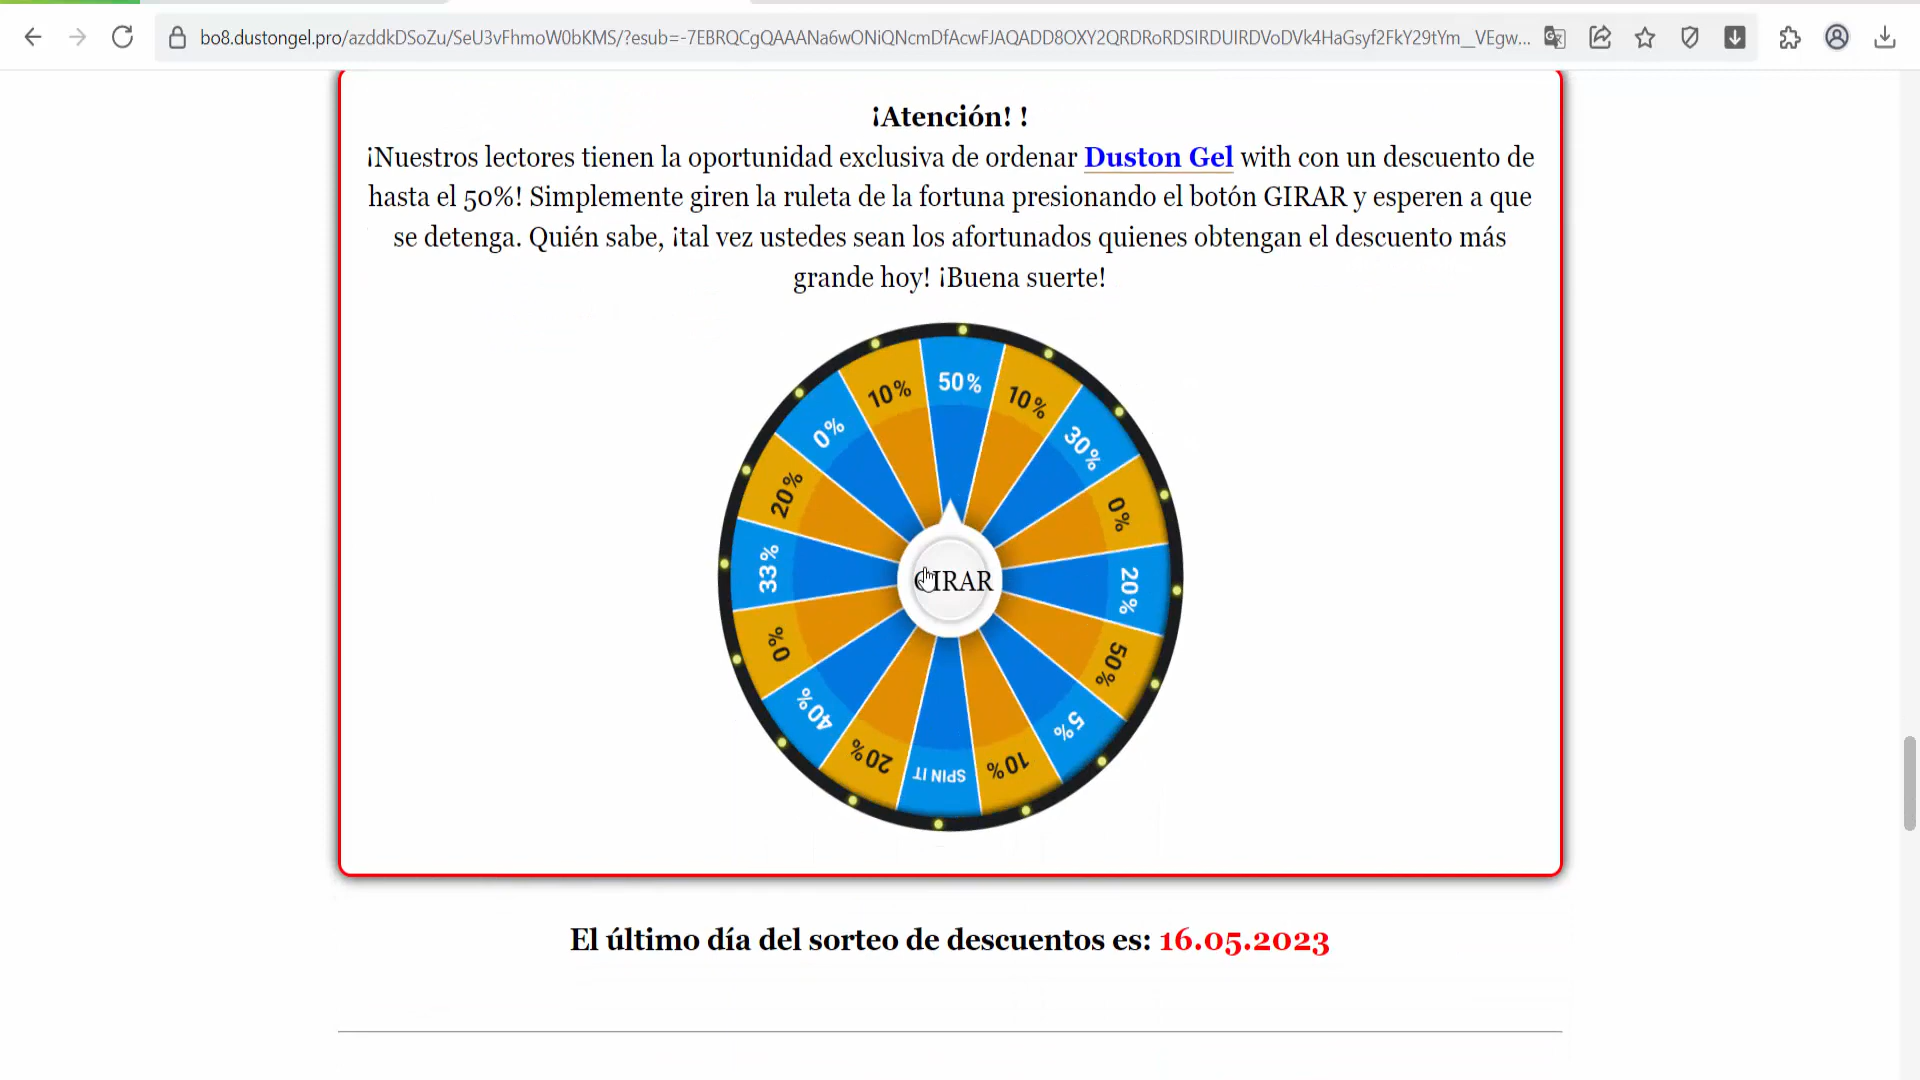 bo8.dustongel.pro/azddkDSoZu/SeU3vFhmoW0bKMS/?esub=-7EBRQCgQAAANa6wONiQNcmDfAcwFJAQADD8OXY2QRDRoRDSIRDUIRDVoDVk4HaGsyf2FkY29tYm__VEgw...
¡Atención! !
¡Nuestros lectores tienen la oportunidad exclusiva de ordenar Duston Gel with con un descuento de
hasta el 50%! Simplemente giren la ruleta de la fortuna presionando el botón GIRAR y esperen a que
se detenga. Quién sabe, ¡tal vez ustedes sean los afortunados quienes obtengan el descuento más
grande hoy! ¡Buena suerte!
50%
10%
30%
0%
20%
50%
5%
10%
SPIN IT
20%
40%
0%
33%
20%
0%
10%
GIRAR
El último día del sorteo de descuentos es: 16.05.2023